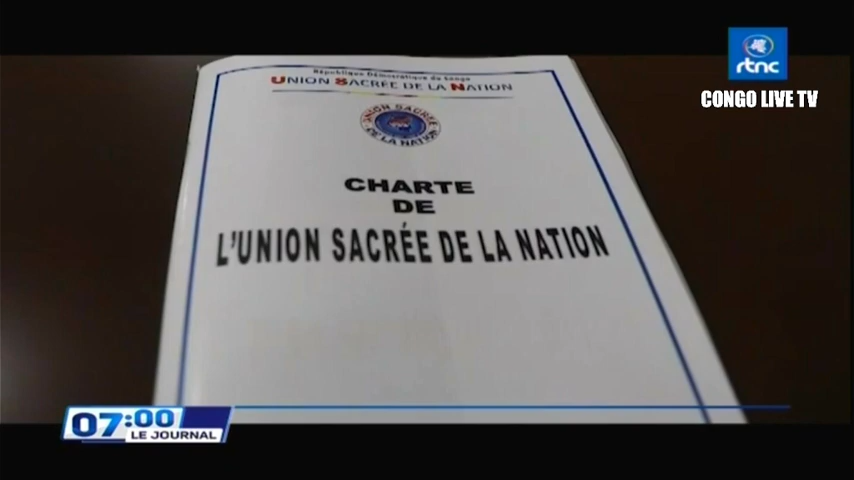 rtnc
CONGO LIVE TV
République Démocratique du Congo
UNION SACRÉE DE LA NATION
UNION SACRÉE
DE LA NATION
CHARTE
DE
L'UNION SACRÉE DE LA NATION
07:00
LE JOURNAL